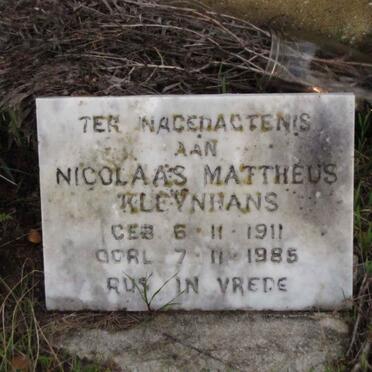 TER NAGEDAGTENIS
AAN
NICOLAAS MATTHEUS
KLEYNHANS
GEB 6·11·1911
OORL 7·11·1985
RUS IN VREDE